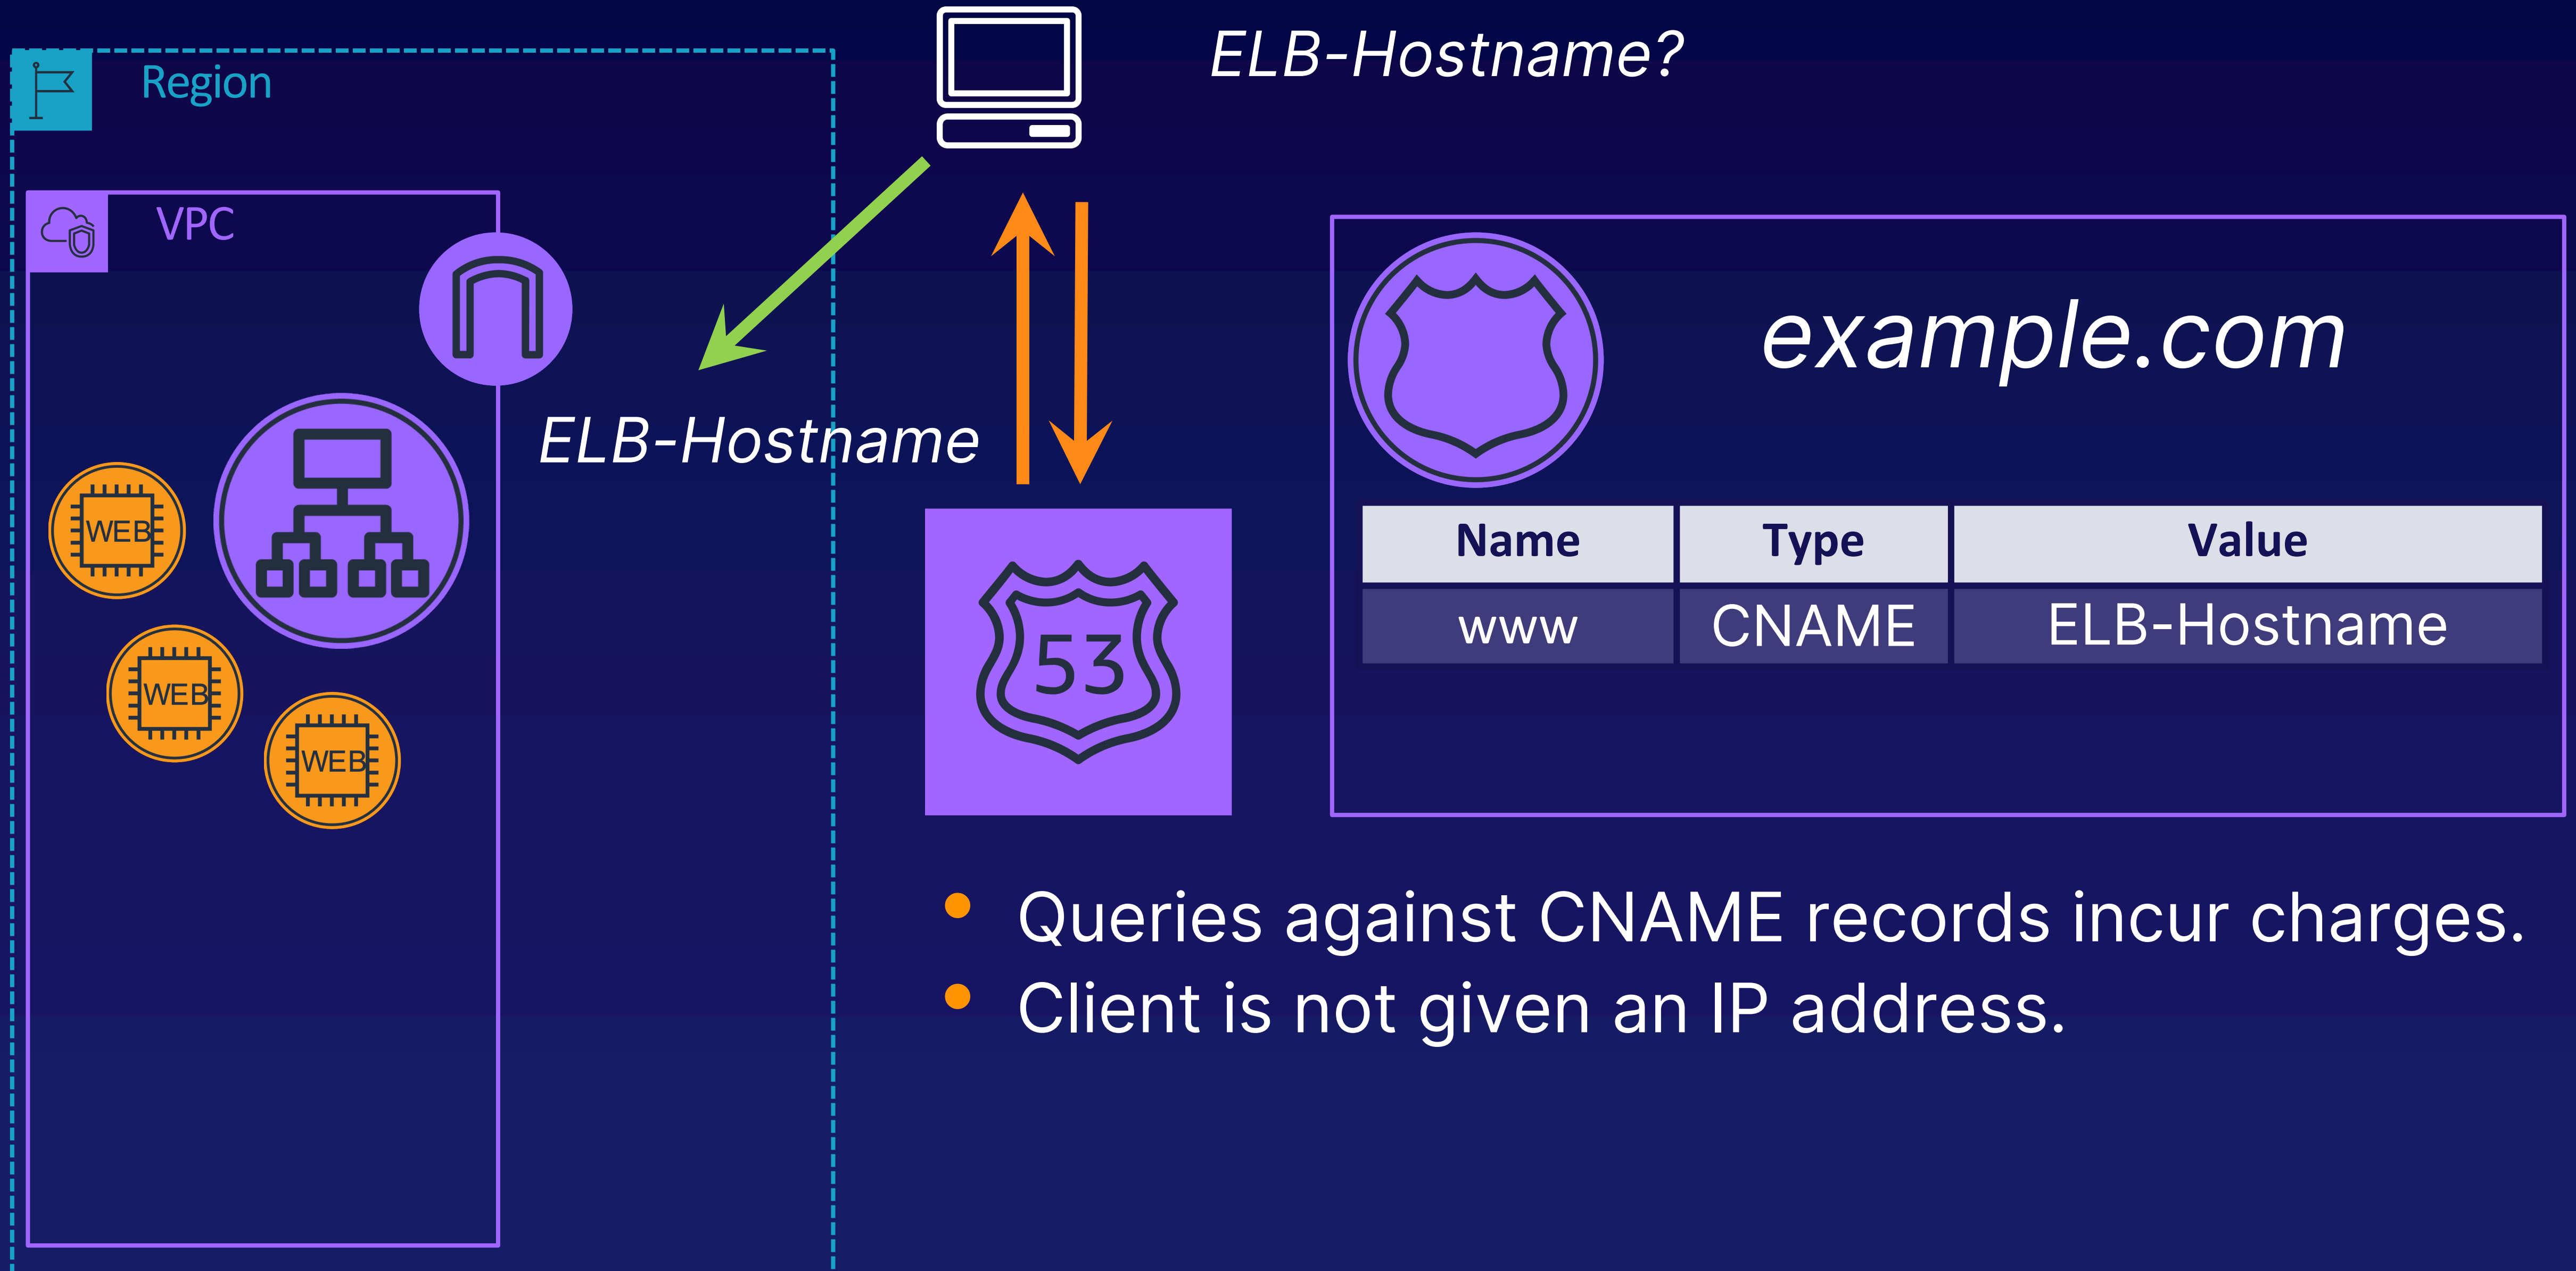 ELB-Hostname?
Region
VPC
example.com
ELB-Hostname
WEB
WEB
WEB
53
Name Type Value
www CNAME ELB-Hostname
• Queries against CNAME records incur charges.
• Client is not given an IP address.